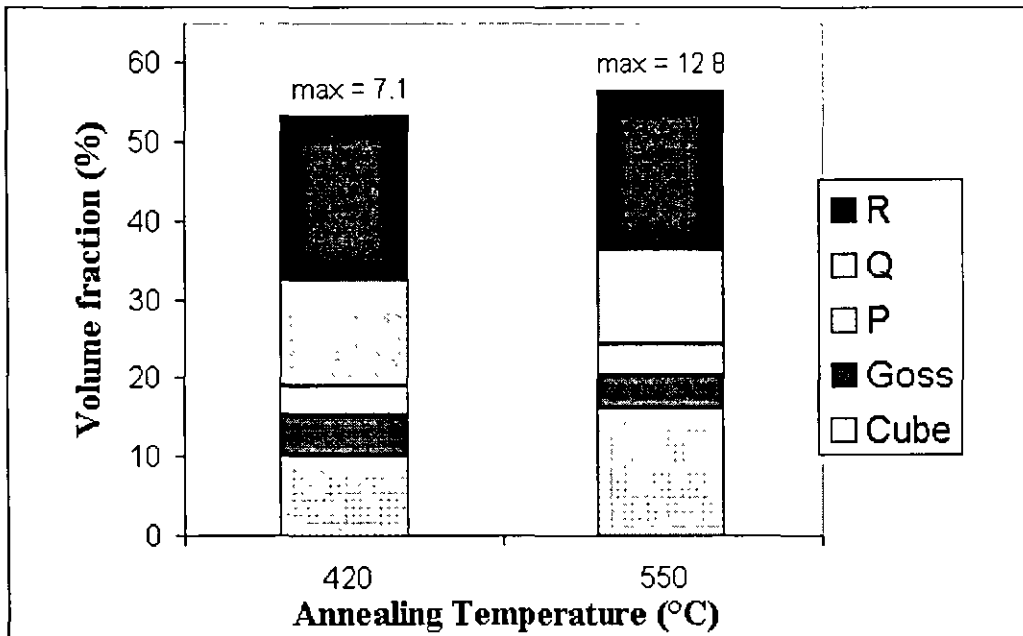 60
50
40
30
20
10
0
Volume fraction (%)
max = 7.1
max = 12 8
420
550
Annealing Temperature (°C)
R
Q
P
Goss
Cube